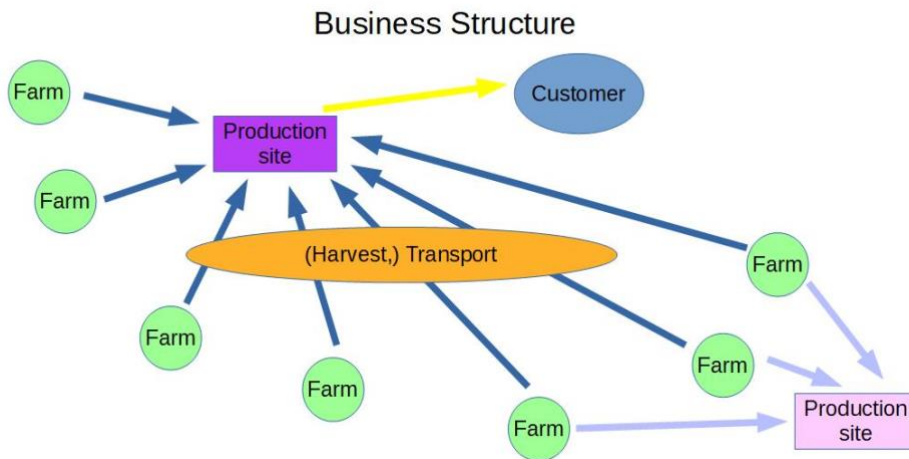 Business Structure
Farm
Customer
Production
site
Farm
(Harvest,) Transport
Farm
Farm
Farm
Farm
Farm
Production
site